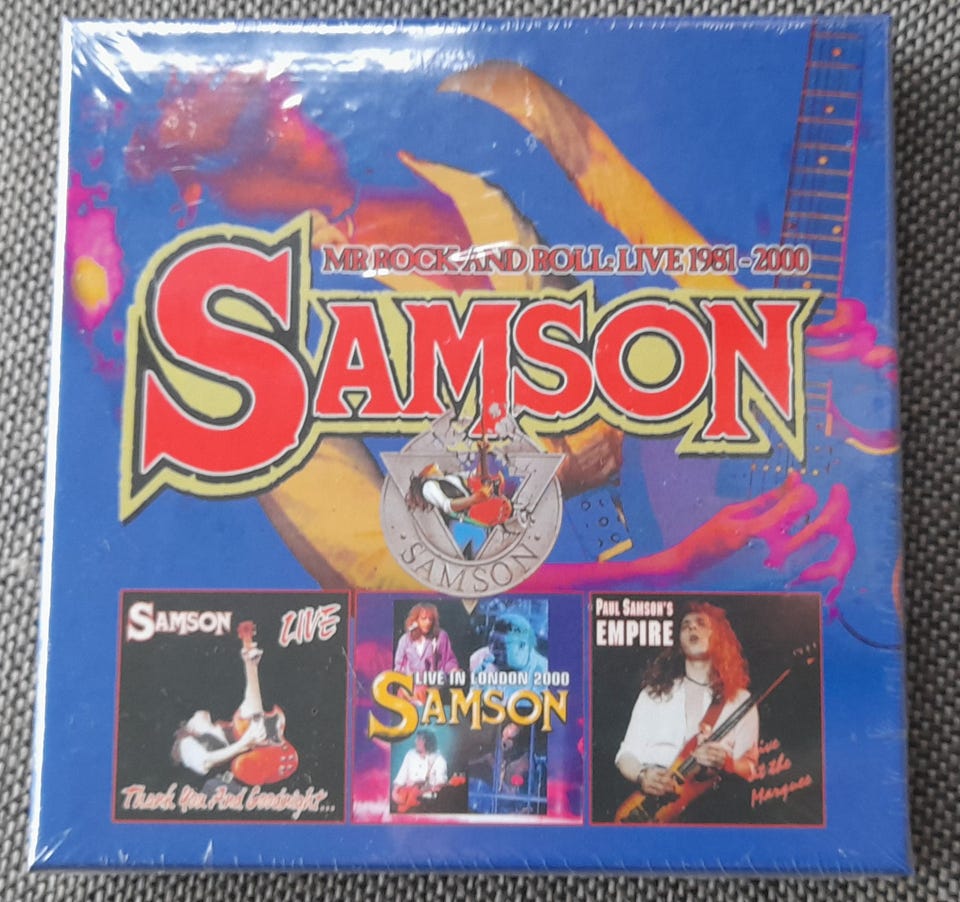 MR ROCK AND ROLL: LIVE 1981-2000
SAMSON
SAMSON
SAMSON LIVE
Thank You And Goodnight...
LIVE IN LONDON 2000
SAMSON
PAUL SAMSON'S
EMPIRE
Live
at the
Marquee